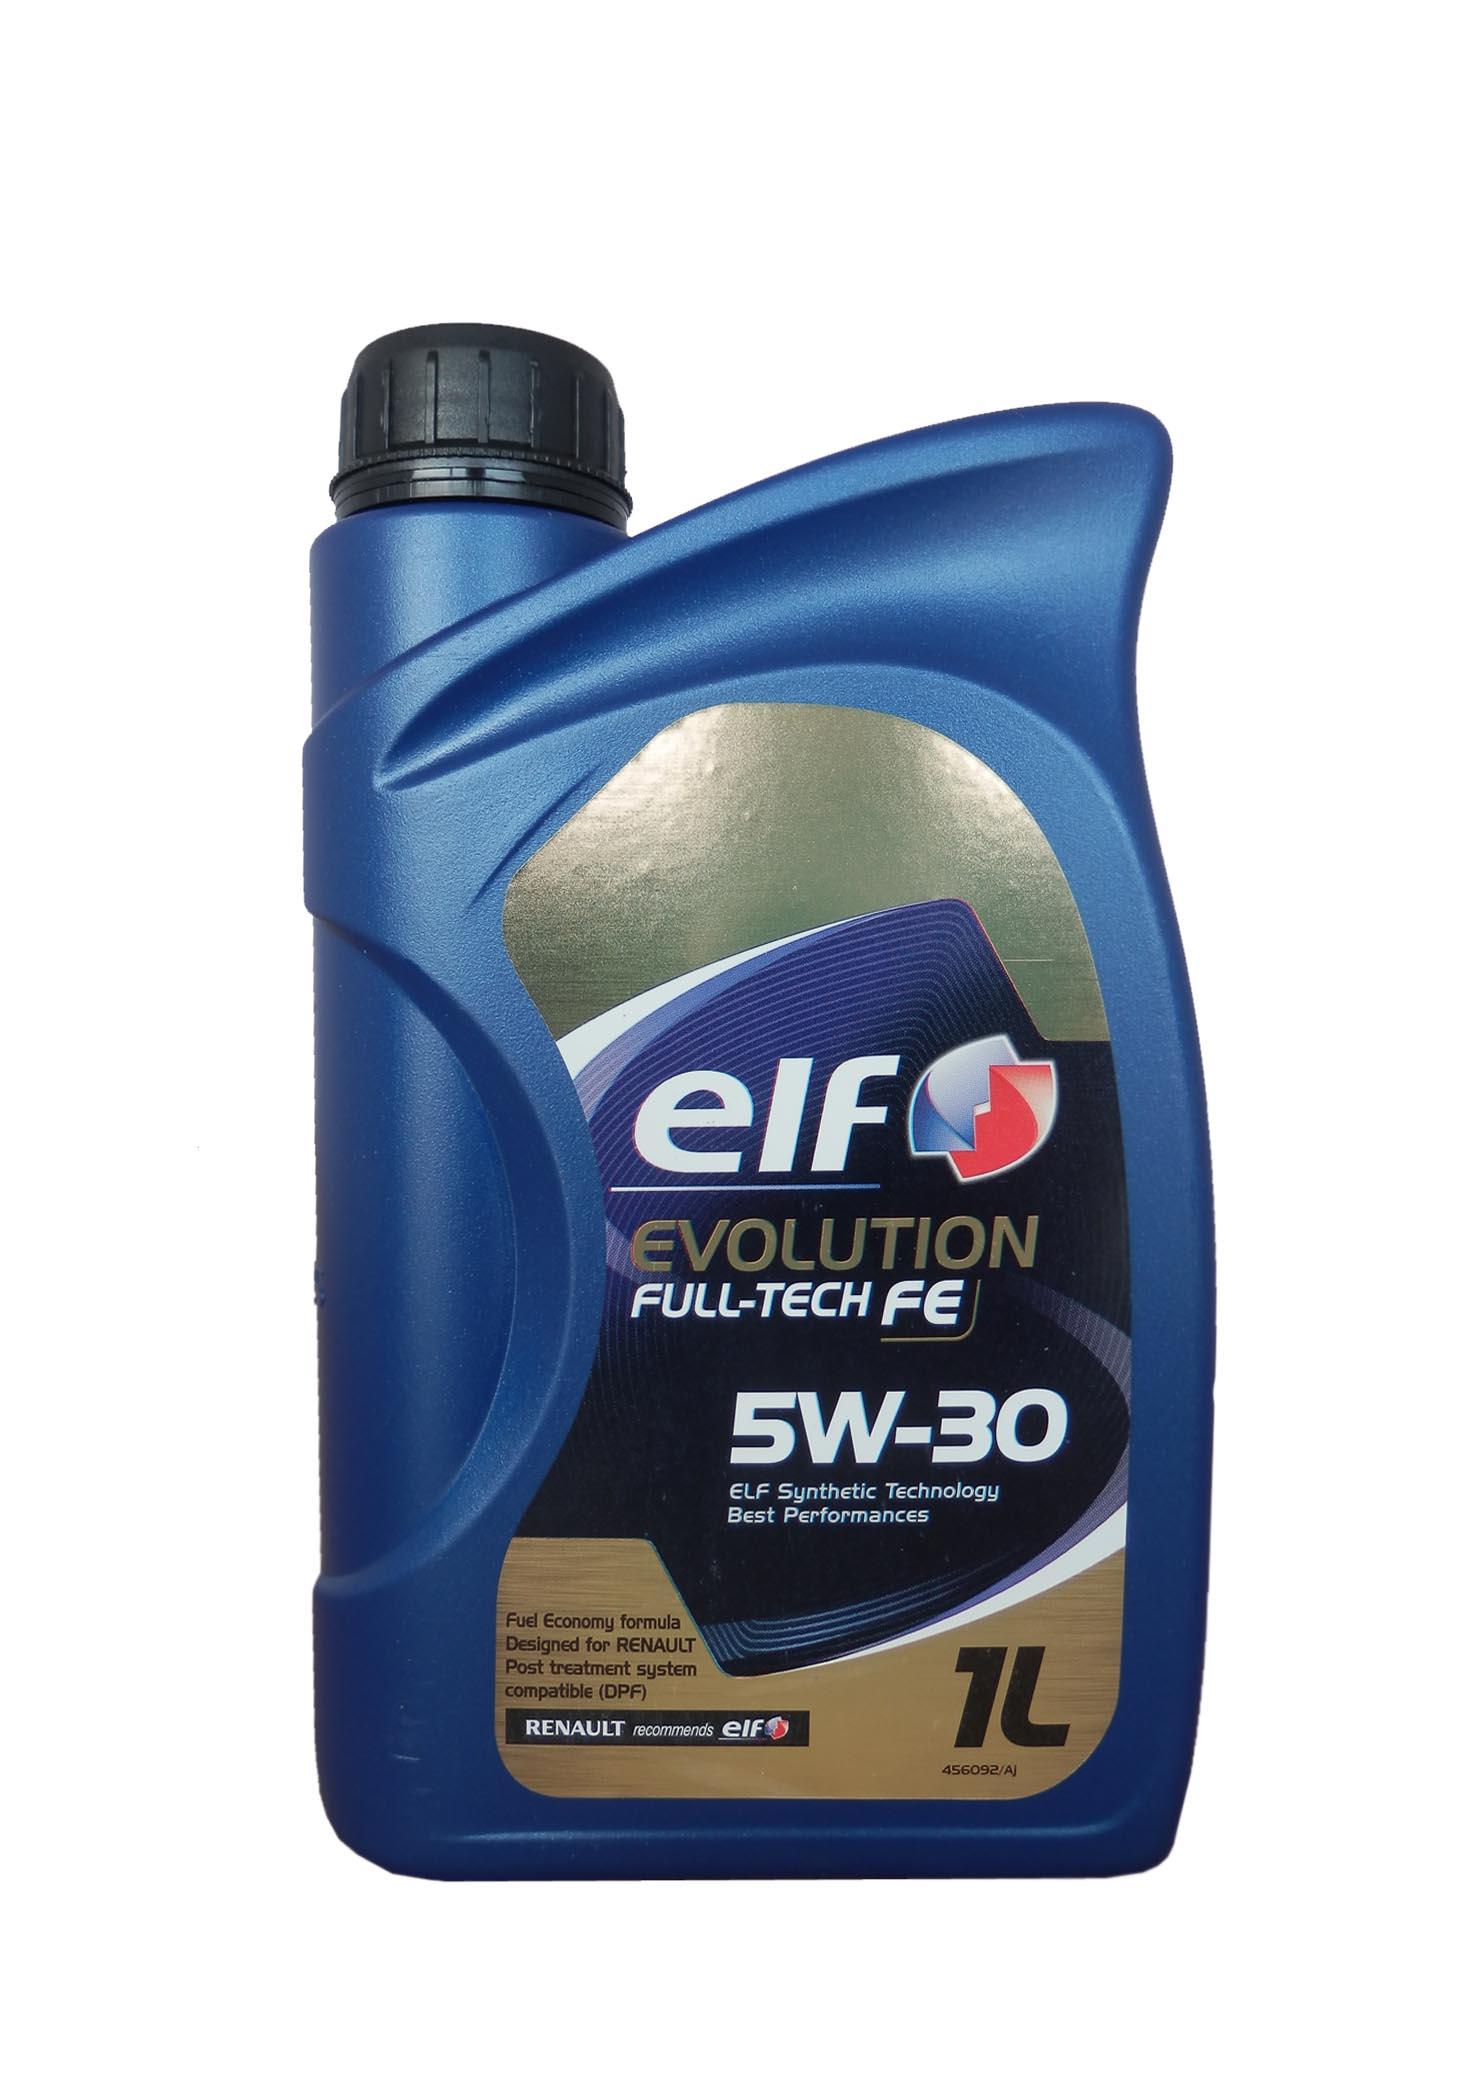 elf
EVOLUTION
FULL-TECH FE
5W-30
ELF Synthetic Technology
Best Performances
Fuel Economy formula
Designed for RENAULT
Post treatment system
compatible (DPF)
RENAULT recommends elf
1L
456092/AJ